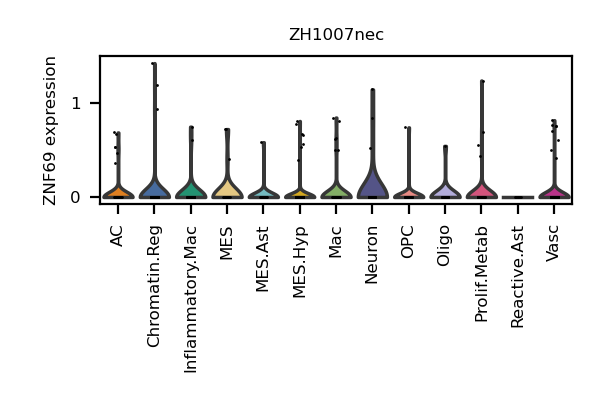 ZH1007nec
ZNF69 expression
1
0
AC
Chromatin.Reg
Inflammatory.Mac
MES
MES.Ast
MES.Hyp
Mac
Neuron
OPC
Oligo
Prolif.Metab
Reactive.Ast
Vasc